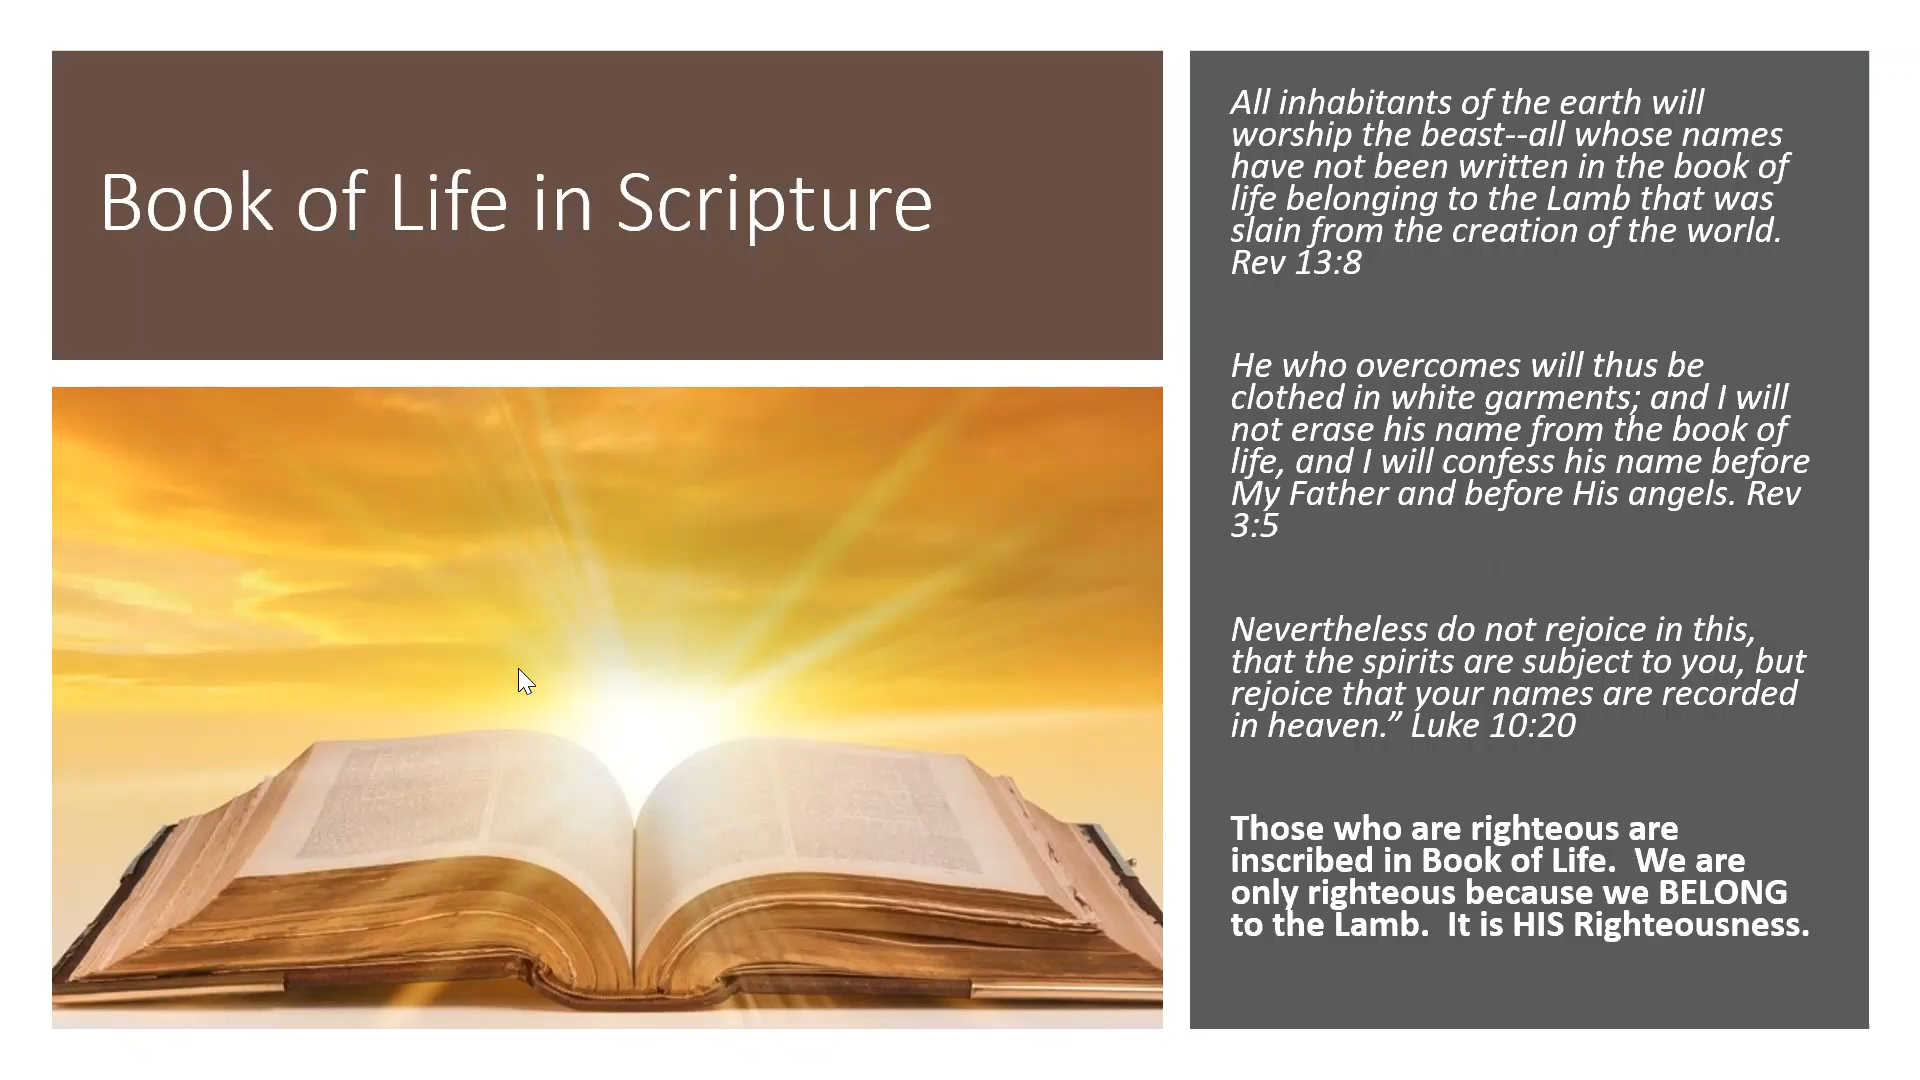 Book of Life in Scripture
All inhabitants of the earth will
worship the beast--all whose names
have not been written in the book of
life belonging to the Lamb that was
slain from the creation of the world.
Rev 13:8
He who overcomes will thus be
clothed in white garments; and I will
not erase his name from the book of
life, and I will confess his name before
My Father and before His angels. Rev
3:5
Nevertheless do not rejoice in this,
that the spirits are subject to you, but
rejoice that your names are recorded
in heaven.” Luke 10:20
Those who are righteous are
inscribed in Book of Life.  We are
only righteous because we BELONG
to the Lamb.  It is HIS Righteousness.